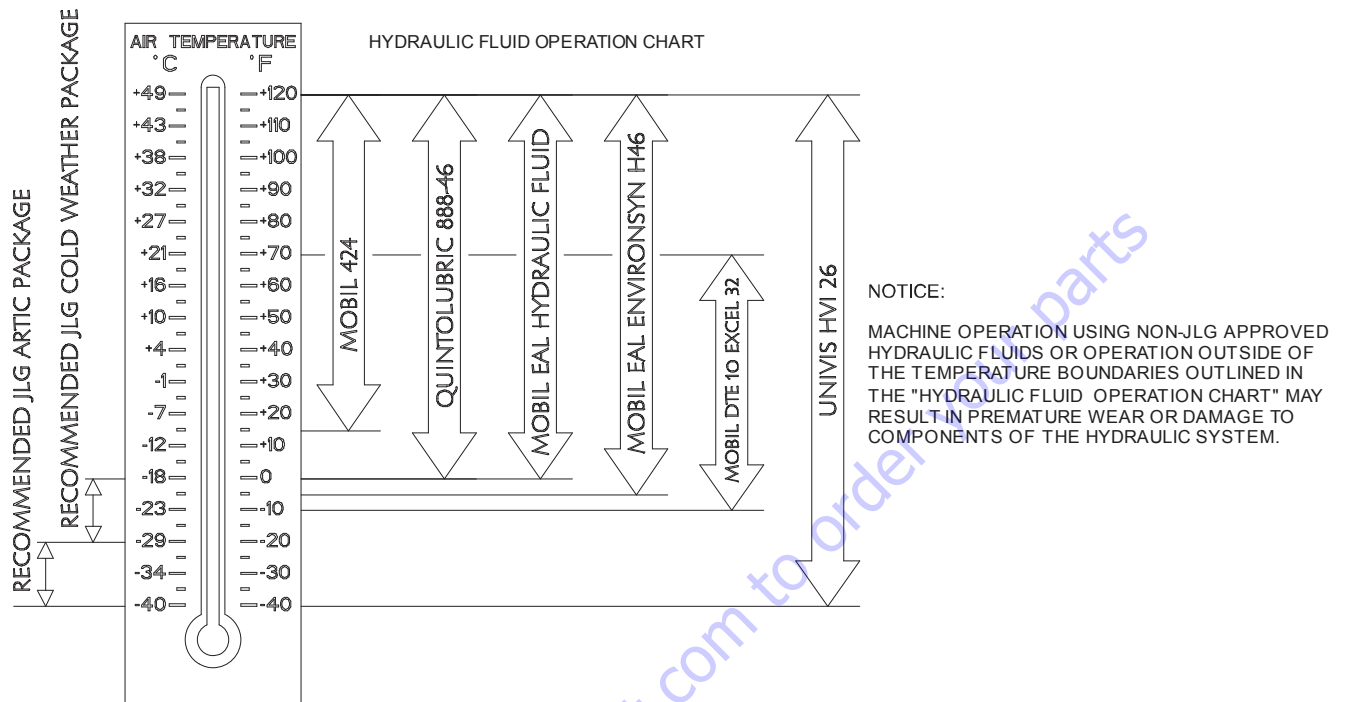 HYDRAULIC FLUID OPERATION CHART
AIR TEMPERATURE
°C °F
+49 +120
+43 +110
+38 +100
+32 +90
+27 +80
+21 +70
+16 +60
+10 +50
+4 +40
-1 +30
-7 +20
-12 +10
-18 0
-23 -10
-29 -20
-34 -30
-40 -40
RECOMMENDED JLG ARTIC PACKAGE
RECOMMENDED JLG COLD WEATHER PACKAGE
MOBIL 424
QUINTOLUBRIC 888-46
MOBIL EAL HYDRAULIC FLUID
MOBIL EAL ENVIRONSYN H46
MOBIL DTE 10 EXCEL 32
UNIVIS HVI 26
NOTICE:
MACHINE OPERATION USING NON-JLG APPROVED
HYDRAULIC FLUIDS OR OPERATION OUTSIDE OF
THE TEMPERATURE BOUNDARIES OUTLINED IN
THE "HYDRAULIC FLUID OPERATION CHART" MAY
RESULT IN PREMATURE WEAR OR DAMAGE TO
COMPONENTS OF THE HYDRAULIC SYSTEM.
com to order your parts